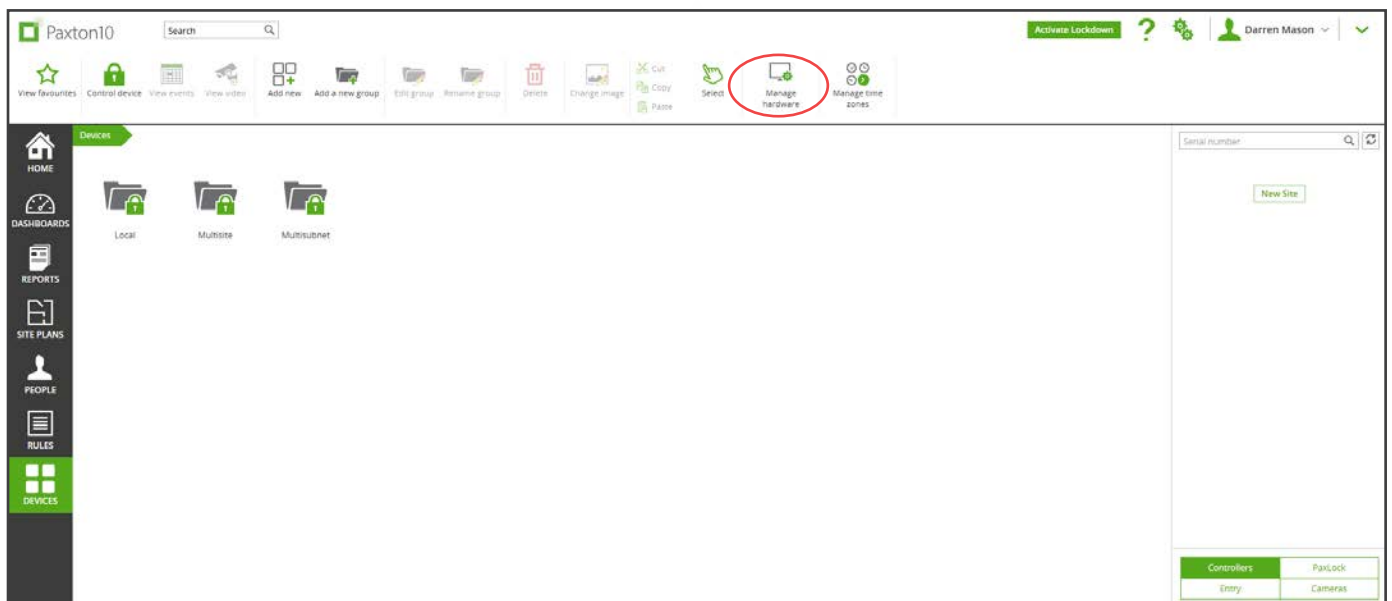 Paxton10
Search
Activate Lockdown
?
Darren Mason
View favourites
Control device
View events
View video
Add new
Add a new group
Edit group
Rename group
Delete
Change image
Cut
Copy
Paste
Select
Manage
hardware
Manage time
zones
HOME
DASHBOARDS
REPORTS
SITE PLANS
PEOPLE
RULES
DEVICES
Devices
Local
Multisite
Multisubnet
Serial number
New Site
Controllers
PaxLock
Entry
Cameras